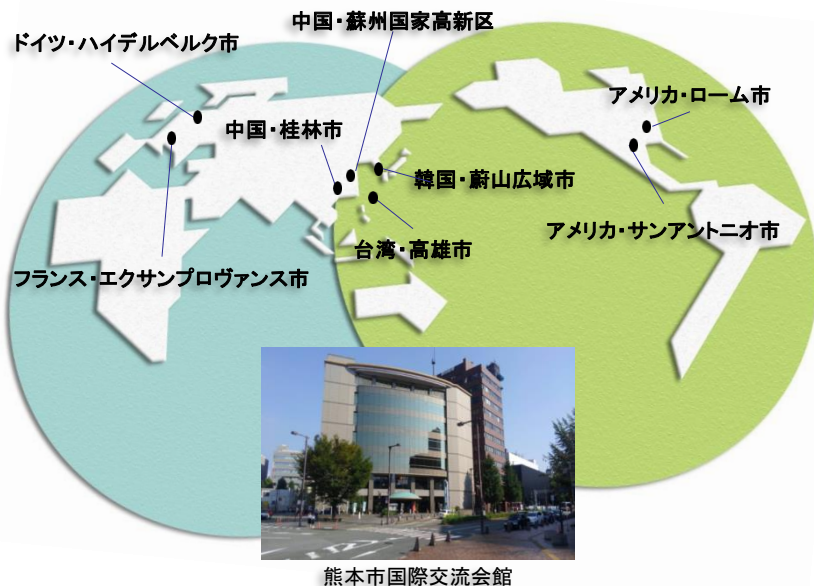 中国・蘇州国家高新区
ドイツ・ハイデルベルク市
アメリカ・ローム市
中国・桂林市
韓国・蔚山広域市
アメリカ・サンアントニオ市
台湾・高雄市
フランス・エクサンプロヴァンス市
熊本市国際交流会館